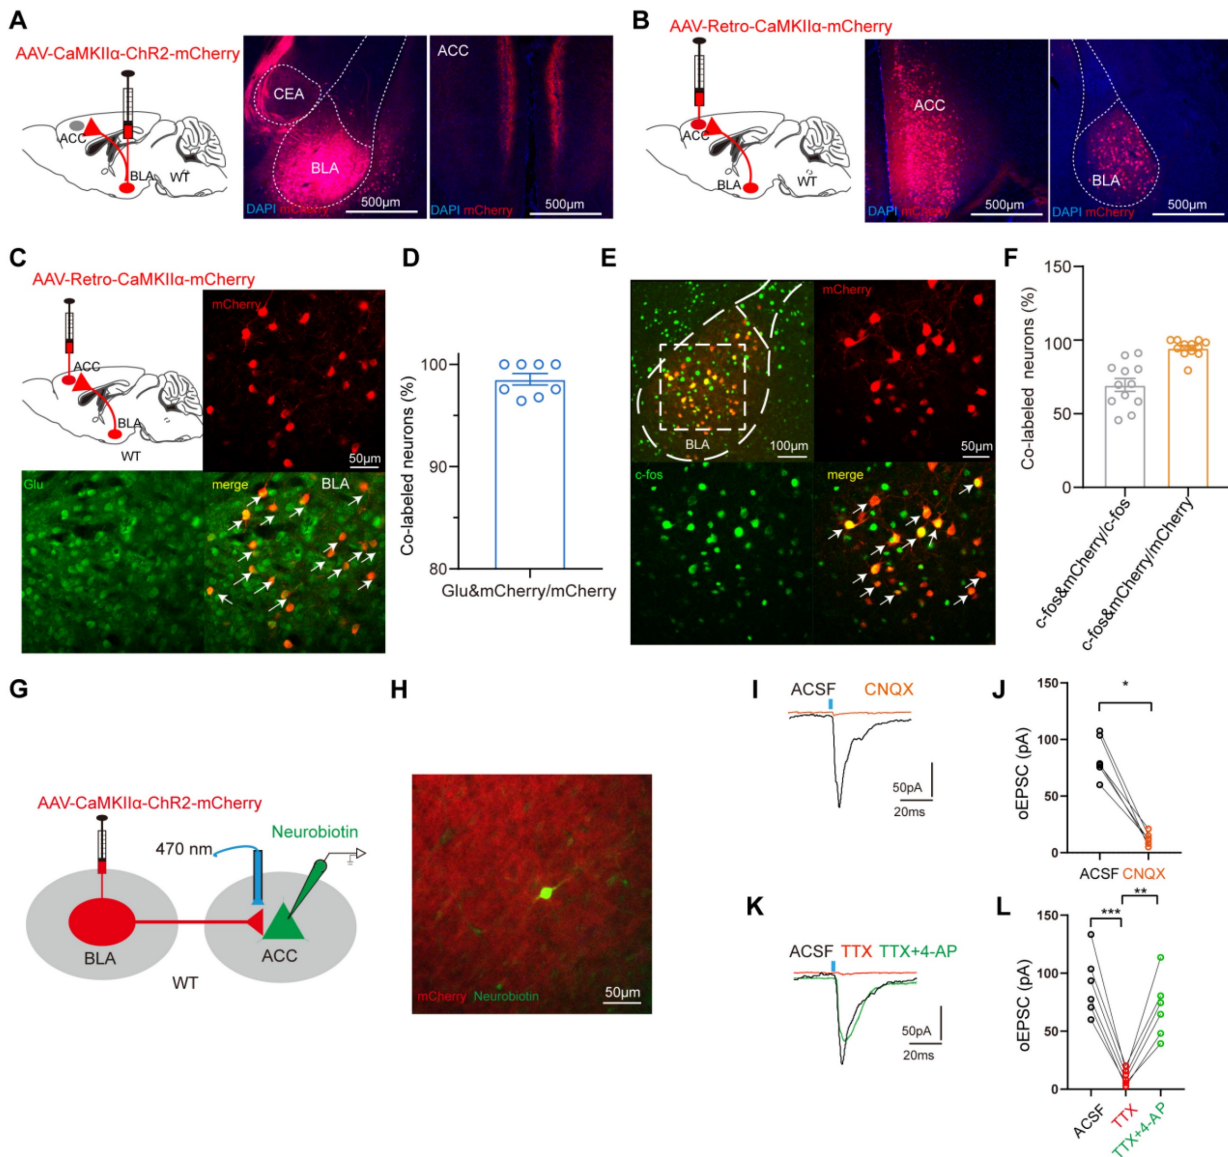 A
AAV-CaMKIIα-ChR2-mCherry
ACC
BLA
WT
CEA
BLA
DAPI mCherry
500μm
ACC
DAPI mCherry
500μm
B
AAV-Retro-CaMKIIα-mCherry
ACC
BLA
WT
ACC
DAPI mCherry
500μm
BLA
DAPI mCherry
500μm
C
AAV-Retro-CaMKIIα-mCherry
ACC
BLA
WT
mCherry
50μm
Glu
merge
BLA
D
Co-labeled neurons (%)
100
90
80
Glu&mCherry/mCherry
E
BLA
100μm
mCherry
50μm
c-fos
merge
F
Co-labeled neurons (%)
150
100
50
0
c-fos&mCherry/c-fos
c-fos&mCherry/mCherry
G
AAV-CaMKIIα-ChR2-mCherry
470 nm
Neurobiotin
BLA
ACC
WT
H
mCherry
Neurobiotin
50μm
I
ACSF CNQX
50pA
20ms
J
oEPSC (pA)
150
100
50
0
*
ACSF CNQX
K
ACSF TTX TTX+4-AP
50pA
20ms
L
oEPSC (pA)
150
100
50
0
*** **
ACSF
TTX
TTX+4-AP